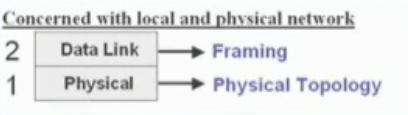 Concerned with local and physical network
2 Data Link Framing
1 Physical Physical Topology